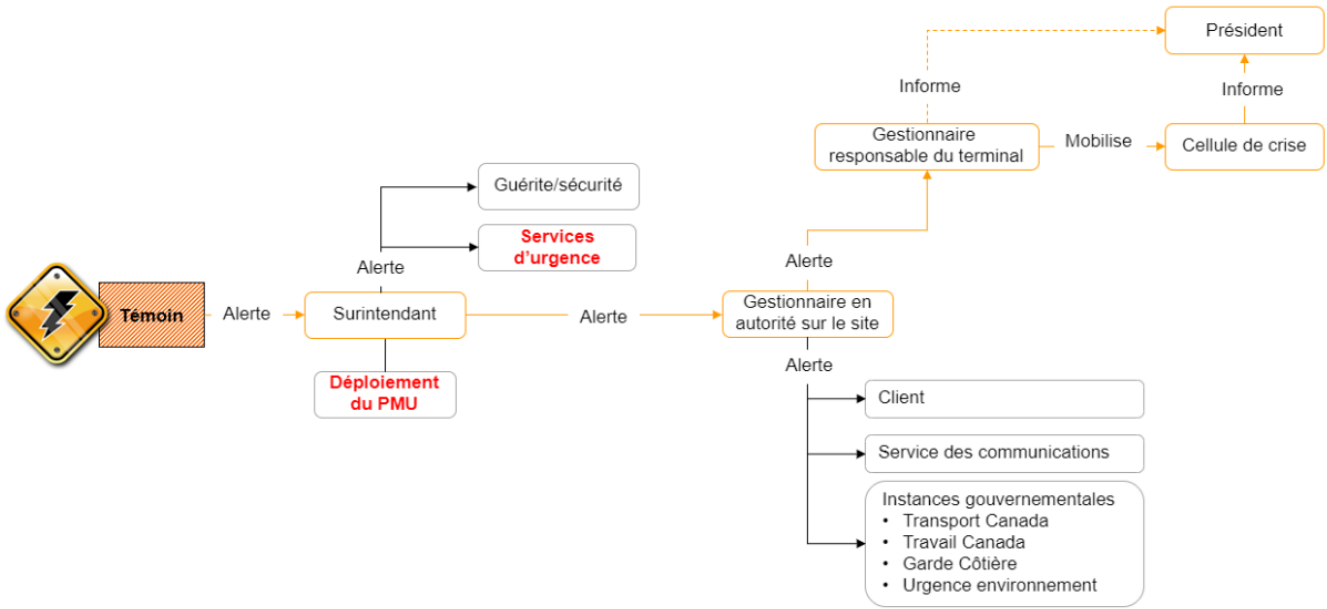 Président
Informe
Informe
Gestionnaire
responsable du terminal
Mobilise
Cellule de crise
Guérite/sécurité
Services
d'urgence
Alerte
Alerte
Témoin
Alerte
Surintendant
Alerte
Gestionnaire en
autorité sur le site
Alerte
Déploiement
du PMU
Client
Service des communications
Instances gouvernementales
• Transport Canada
• Travail Canada
• Garde Côtière
• Urgence environnement